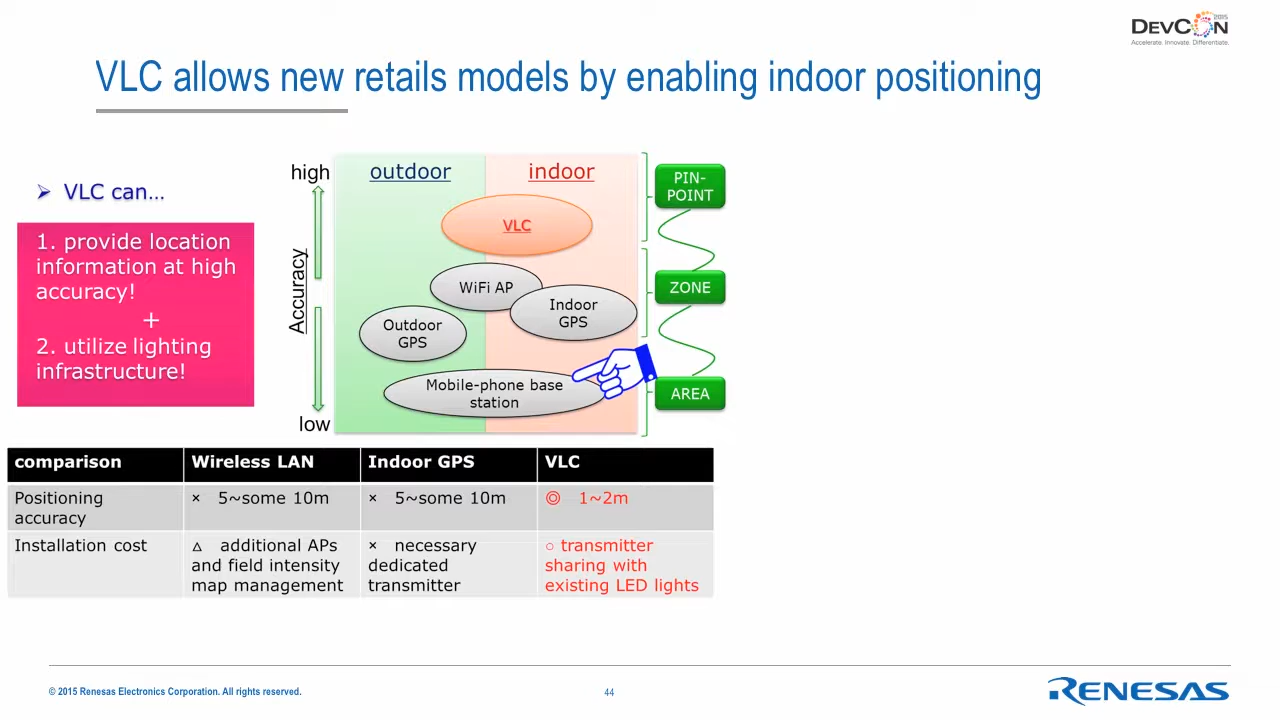 DEVCON
Accelerate. Innovate. Differentiate.
VLC allows new retails models by enabling indoor positioning
➢ VLC can…
1. provide location
information at high
accuracy!
+
2. utilize lighting
infrastructure!
high
Accuracy
low
outdoor
indoor
VLC
WiFi AP
Indoor
GPS
Outdoor
GPS
Mobile-phone base
station
PIN-
POINT
ZONE
AREA
comparison Wireless LAN Indoor GPS VLC
Positioning
accuracy
× 5~some 10m
× 5~some 10m
◎ 1~2m
Installation cost
△ additional APs
and field intensity
map management
× necessary
dedicated
transmitter
○ transmitter
sharing with
existing LED lights
© 2015 Renesas Electronics Corporation. All rights reserved.
44
RENESAS